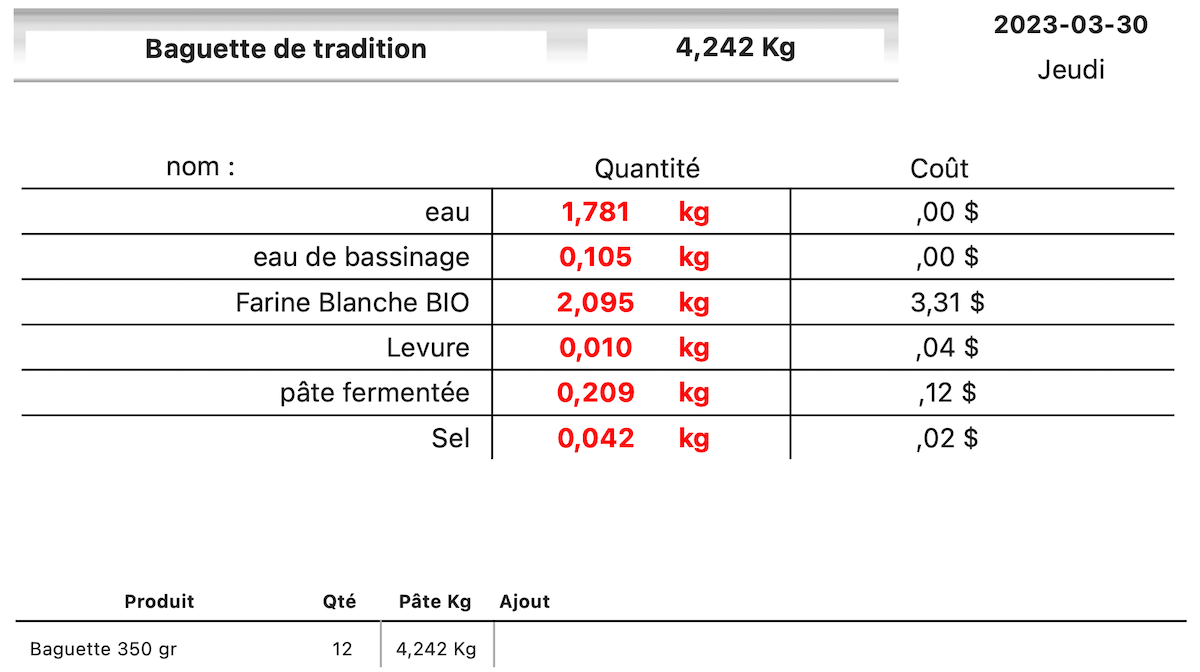 Baguette de tradition 4,242 Kg 2023-03-30
Jeudi
nom : Quantité Coût
eau 1,781 kg ,00 $
eau de bassinage 0,105 kg ,00 $
Farine Blanche BIO 2,095 kg 3,31 $
Levure 0,010 kg ,04 $
pâte fermentée 0,209 kg ,12 $
Sel 0,042 kg ,02 $
Produit Qté Pâte Kg Ajout
Baguette 350 gr 12 4,242 Kg